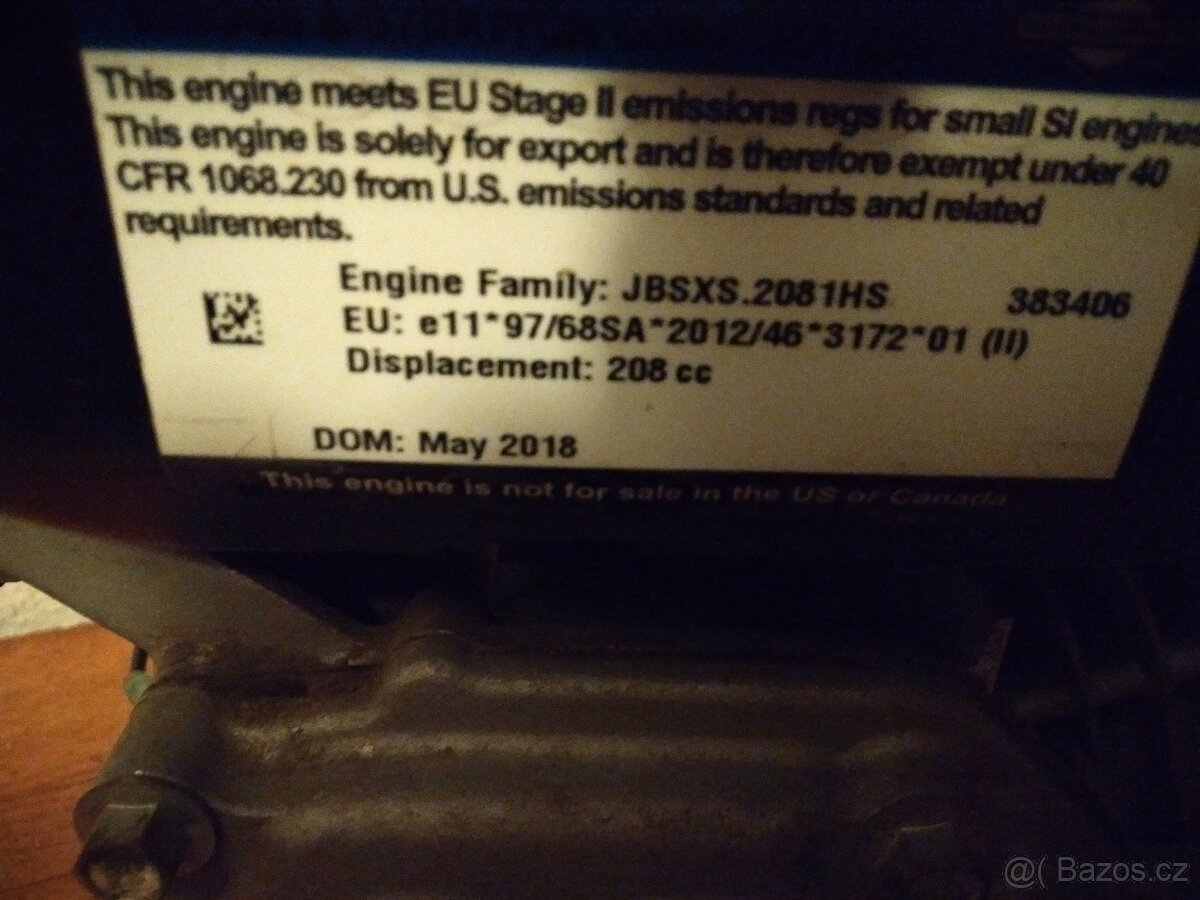 This engine meets EU Stage II emissions regs for small SI engines
This engine is solely for export and is therefore exempt under 40
CFR 1068.230 from U.S. emissions standards and related
requirements.
Engine Family: JBSXS.2081HS 383406
EU: e11*97/68SA*2012/46*3172*01 (II)
Displacement: 208 cc
DOM: May 2018
This engine is not for sale in the US or Canada
@( Bazos.cz